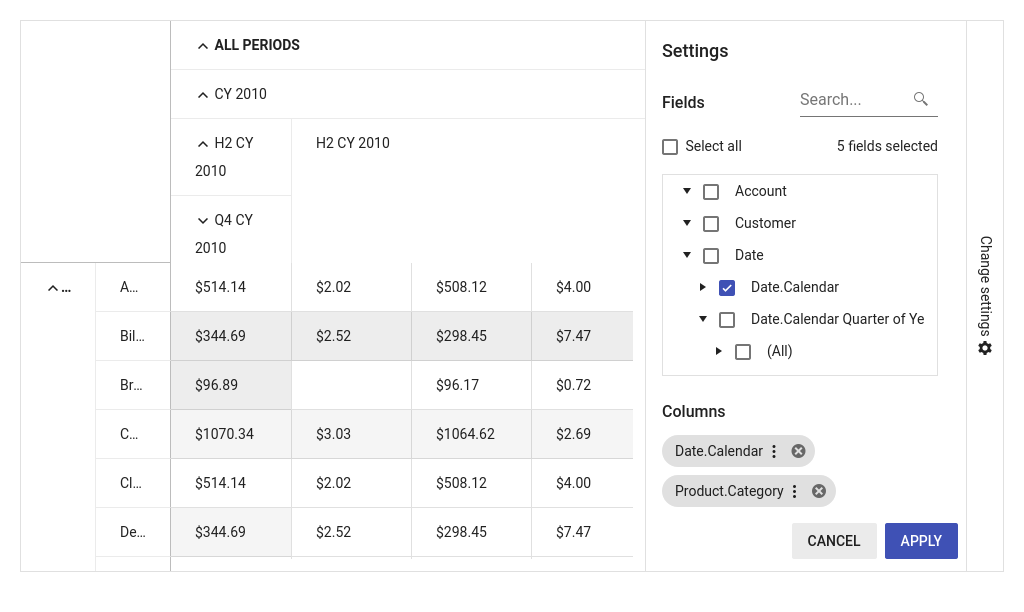 ALL PERIODS
CY 2010
H2 CY
2010
H2 CY 2010
Q4 CY
2010
... A... $514.14 $2.02 $508.12 $4.00
Bil... $344.69 $2.52 $298.45 $7.47
Br... $96.89 $96.17 $0.72
C... $1070.34 $3.03 $1064.62 $2.69
Cl... $514.14 $2.02 $508.12 $4.00
De... $344.69 $2.52 $298.45 $7.47
Settings
Fields Search...
Select all 5 fields selected
Account
Customer
Date
Date.Calendar
Date.Calendar Quarter of Ye
(All)
Columns
Date.Calendar
Product.Category
CANCEL APPLY
Change settings